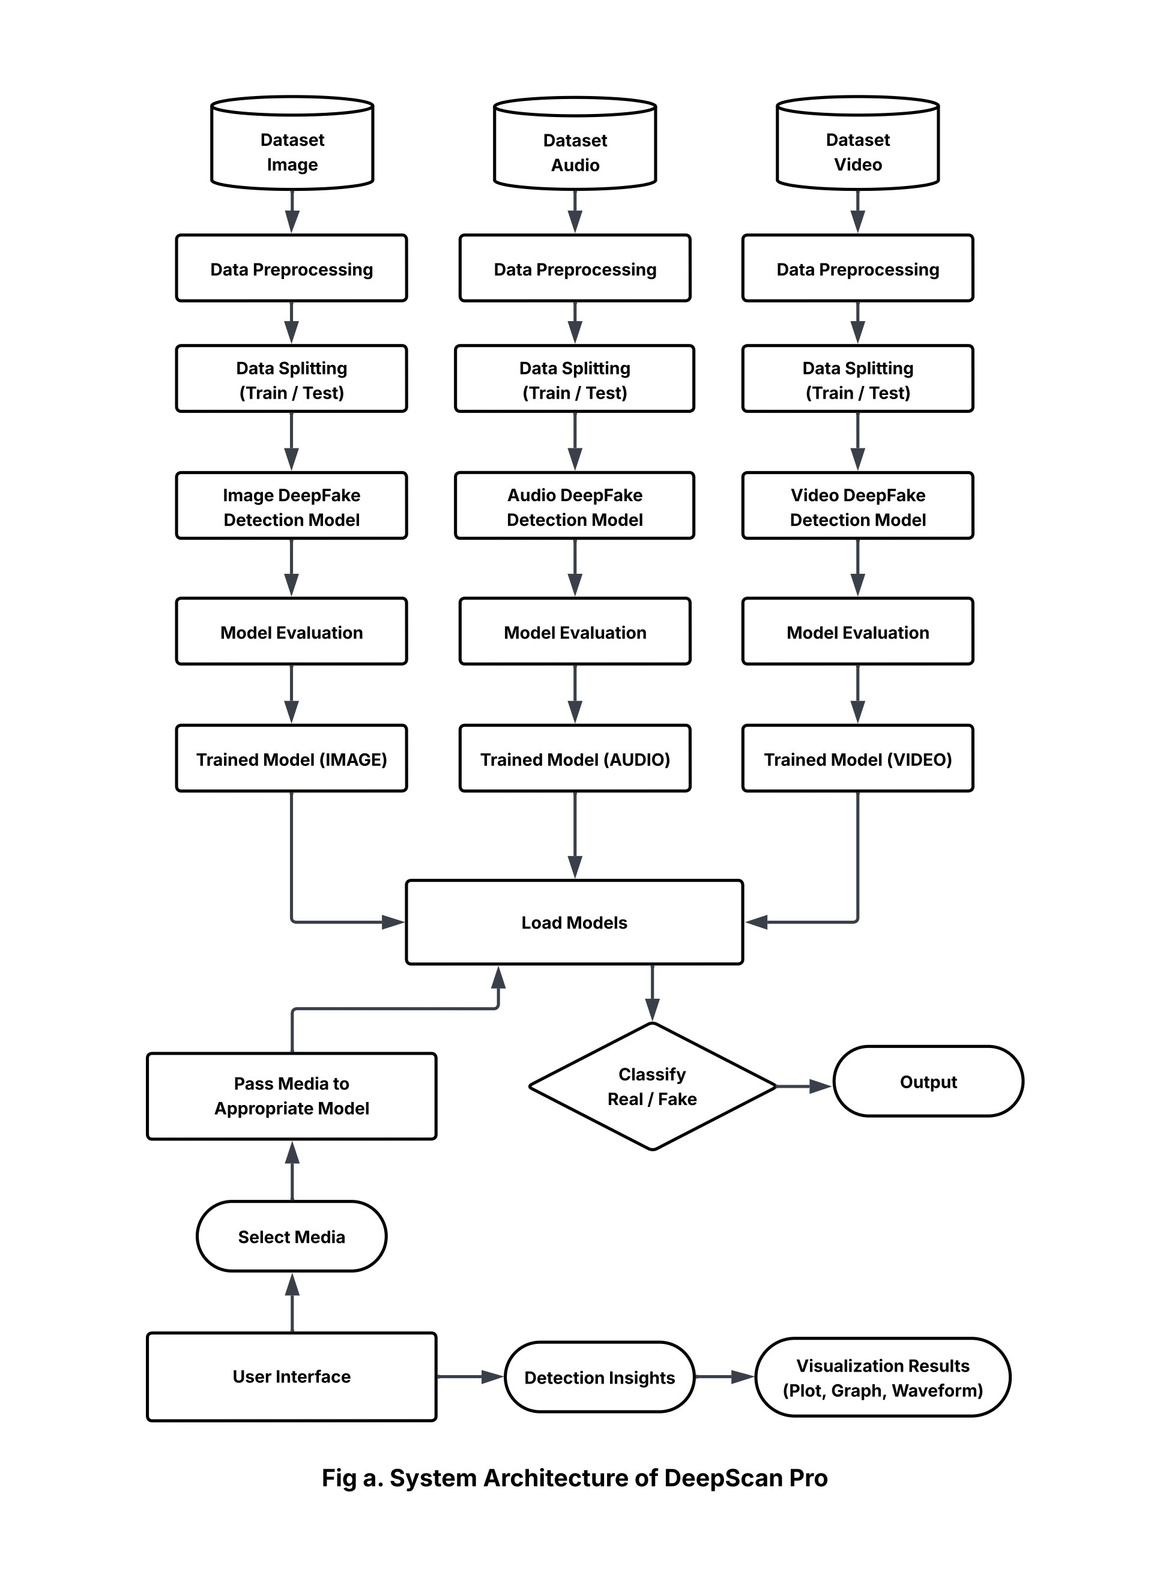 Dataset
Image
Dataset
Audio
Dataset
Video
Data Preprocessing
Data Preprocessing
Data Preprocessing
Data Splitting
(Train / Test)
Data Splitting
(Train / Test)
Data Splitting
(Train / Test)
Image DeepFake
Detection Model
Audio DeepFake
Detection Model
Video DeepFake
Detection Model
Model Evaluation
Model Evaluation
Model Evaluation
Trained Model (IMAGE)
Trained Model (AUDIO)
Trained Model (VIDEO)
Load Models
Pass Media to
Appropriate Model
Classify
Real / Fake
Output
Select Media
User Interface
Detection Insights
Visualization Results
(Plot, Graph, Waveform)
Fig a. System Architecture of DeepScan Pro